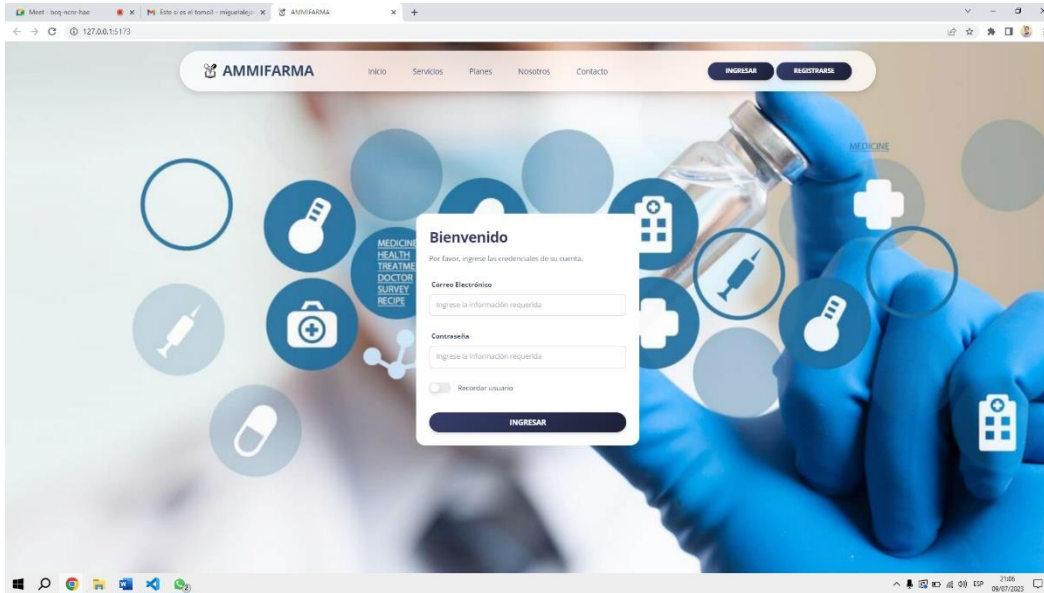 Meet - bcq-ncnr-hae
Este si es el tomoII - miguelalej
AMMIFARMA
127.0.0.1:5173
AMMIFARMA
Inicio Servicios Planes Nosotros Contacto INGRESAR REGISTRARSE
MEDICINE
MEDICINE
HEALTH
TREATME
DOCTOR
SURVEY
RECIPE
Bienvenido
Por favor, ingrese las credenciales de su cuenta.
Correo Electrónico
Ingrese la información requerida
Contraseña
Ingrese la información requerida
Recordar usuario
INGRESAR
ESP
21:06
09/07/2023